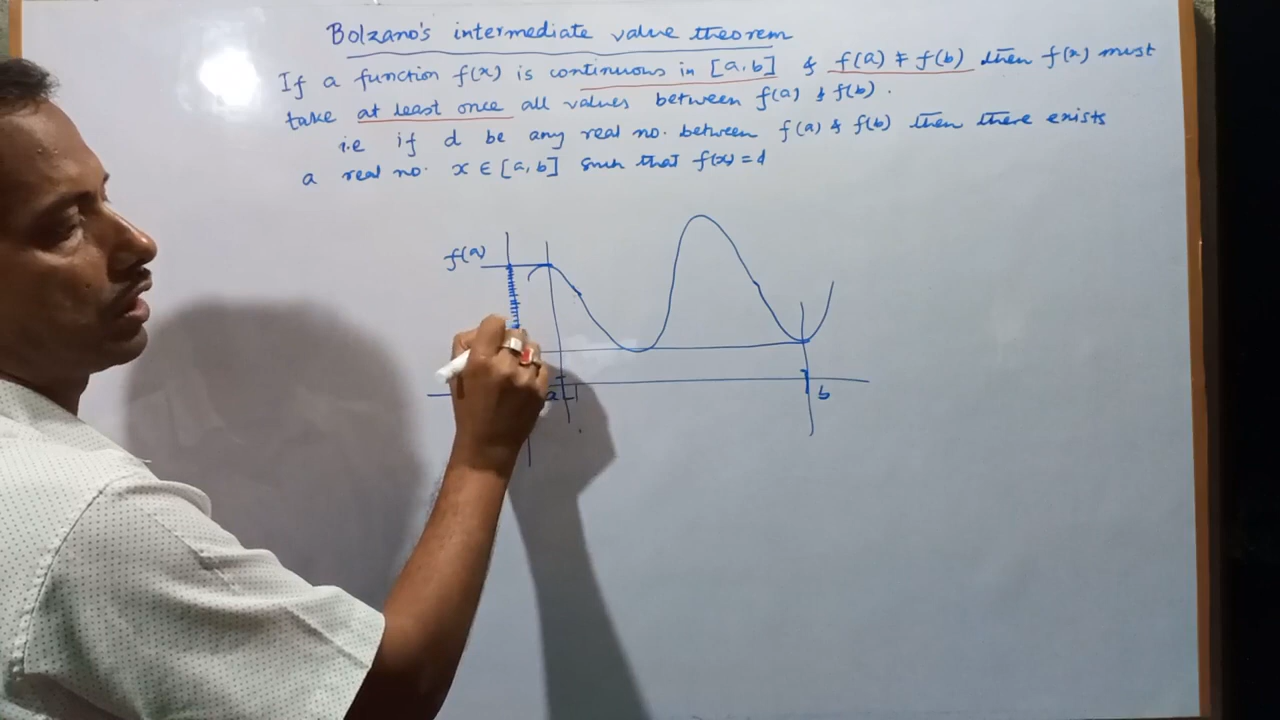 Bolzano's intermediate value theorem
If a function f(x) is continuous in [a,b] & f(a) ≠ f(b) then f(x) must
take at least once all values between f(a) & f(b).
i.e if d be any real no. between f(a) & f(b) then there exists
a real no. x ∈ [a,b] such that f(x) = d
f(a)
a
b